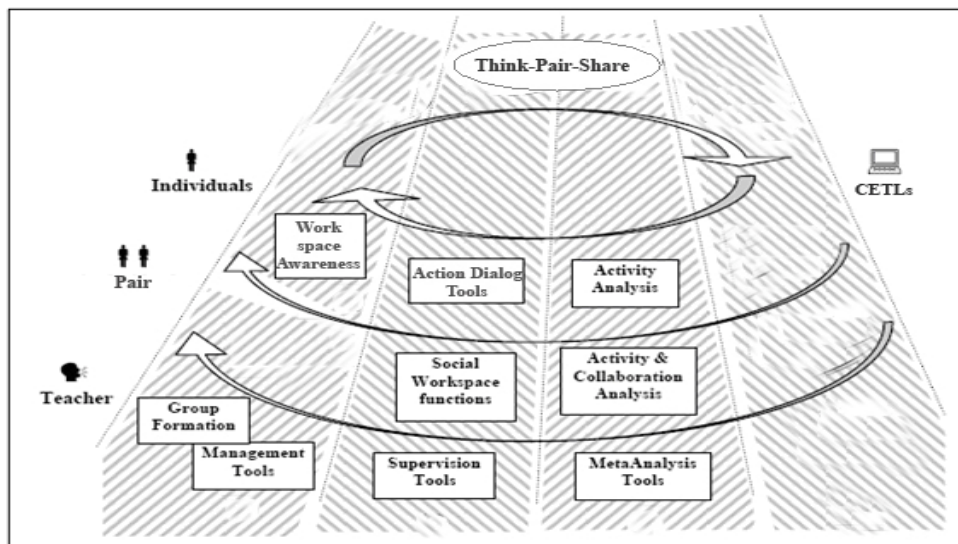 Think-Pair-Share
Individuals
CETLs
Work
space
Awareness
Pair
Action Dialog
Tools
Activity
Analysis
Teacher
Social
Workspace
functions
Activity &
Collaboration
Analysis
Group
Formation
Management
Tools
Supervision
Tools
MetaAnalysis
Tools